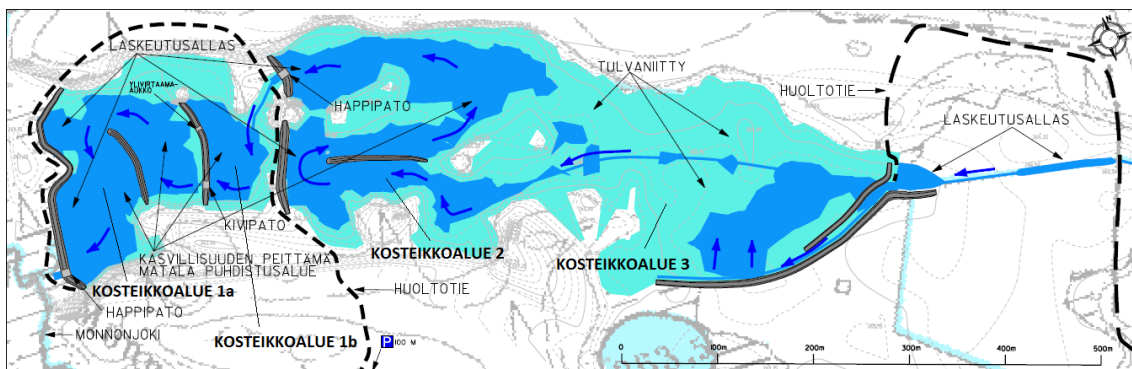 N
LASKEUTUSALLAS
YLIVIRTAAMA-
AUKKO
HAPPIPATO
TULVANIITTY
HUOLTOTIE
LASKEUTUSALLAS
KIVIPATO
KASVILLISUUDEN PEITTÄMÄ
MATALA PUHDISTUSALUE
KOSTEIKKOALUE 2
KOSTEIKKOALUE 3
KOSTEIKKOALUE 1a
HUOLTOTIE
HAPPIPATO
MONNONJOKI
KOSTEIKKOALUE 1b
P 100 M
0 100m 200m 300m 400m 500m